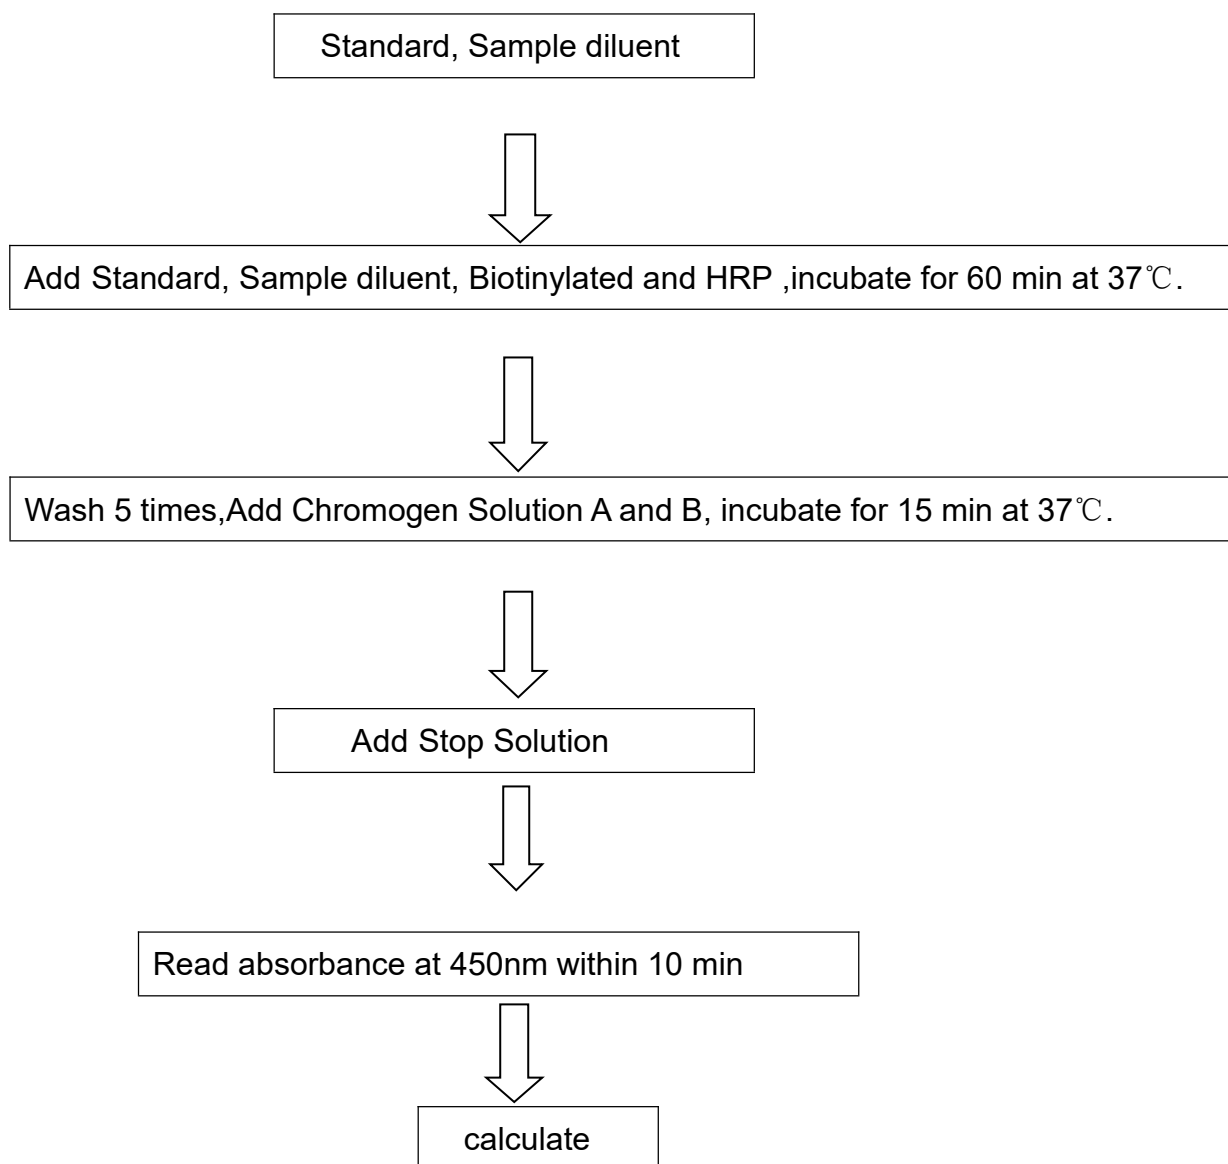 Standard, Sample diluent
Add Standard, Sample diluent, Biotinylated and HRP ,incubate for 60 min at 37℃.
Wash 5 times,Add Chromogen Solution A and B, incubate for 15 min at 37℃.
Add Stop Solution
Read absorbance at 450nm within 10 min
calculate